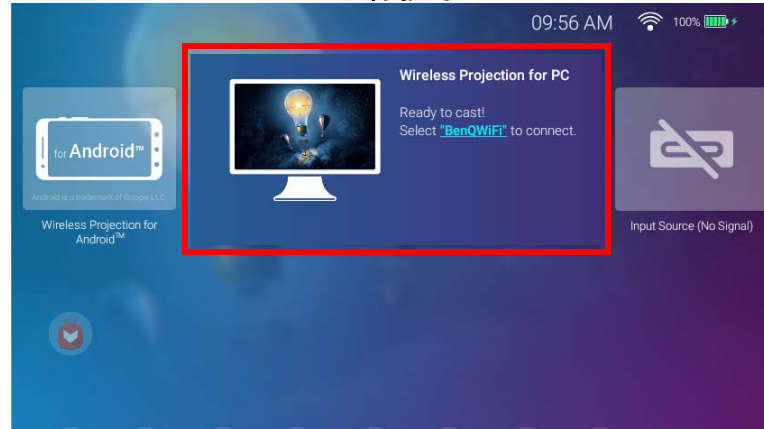 09:56 AM
100%
Wireless Projection for PC
Ready to cast!
Select "BenQWiFi" to connect.
for Android™
Android is a trademark of Google LLC.
Wireless Projection for
Android™
Input Source (No Signal)